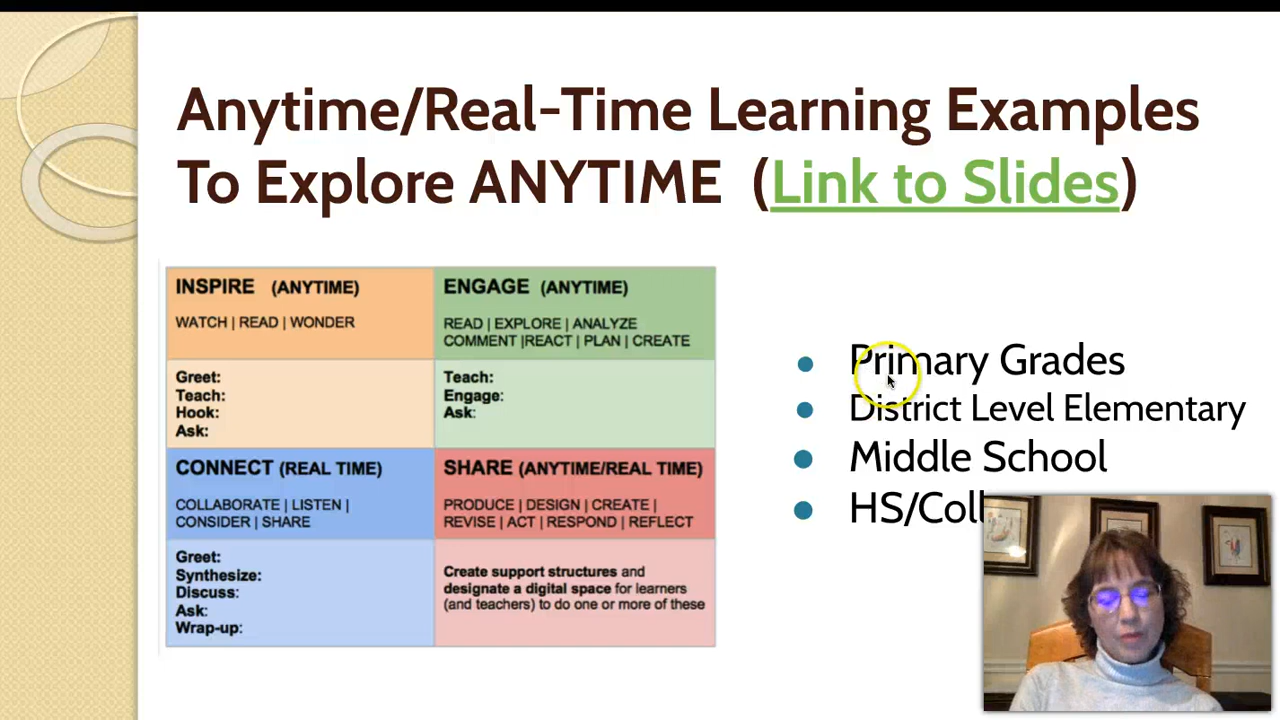 Anytime/Real-Time Learning Examples
To Explore ANYTIME (Link to Slides)
INSPIRE (ANYTIME)
WATCH | READ | WONDER
Greet:
Teach:
Hook:
Ask:
ENGAGE (ANYTIME)
READ | EXPLORE | ANALYZE
COMMENT |REACT | PLAN | CREATE
Teach:
Engage:
Ask:
CONNECT (REAL TIME)
COLLABORATE | LISTEN |
CONSIDER | SHARE
Greet:
Synthesize:
Discuss:
Ask:
Wrap-up:
SHARE (ANYTIME/REAL TIME)
PRODUCE | DESIGN | CREATE |
REVISE | ACT | RESPOND | REFLECT
Create support structures and
designate a digital space for learners
(and teachers) to do one or more of these
• Primary Grades
• District Level Elementary
• Middle School
• HS/Coll